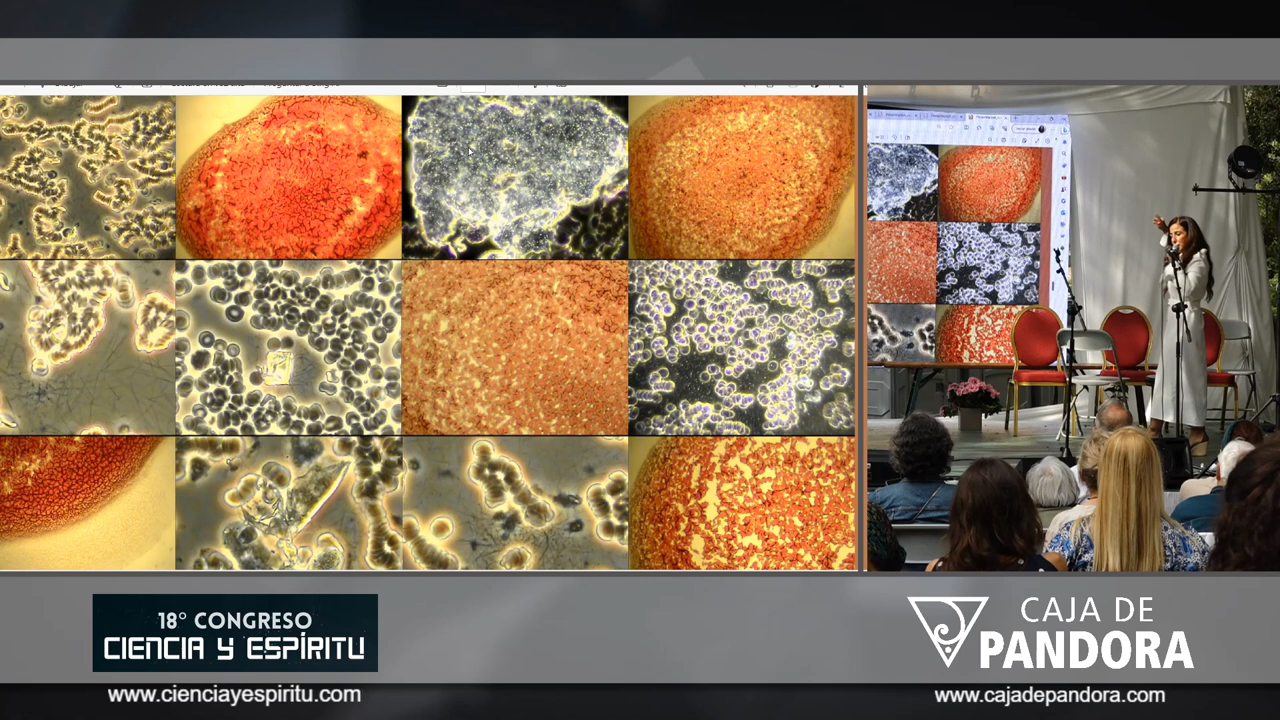 18° CONGRESO
CIENCIA Y ESPÍRITU
www.cienciayespiritu.com
CAJA DE
PANDORA
www.cajadepandora.com